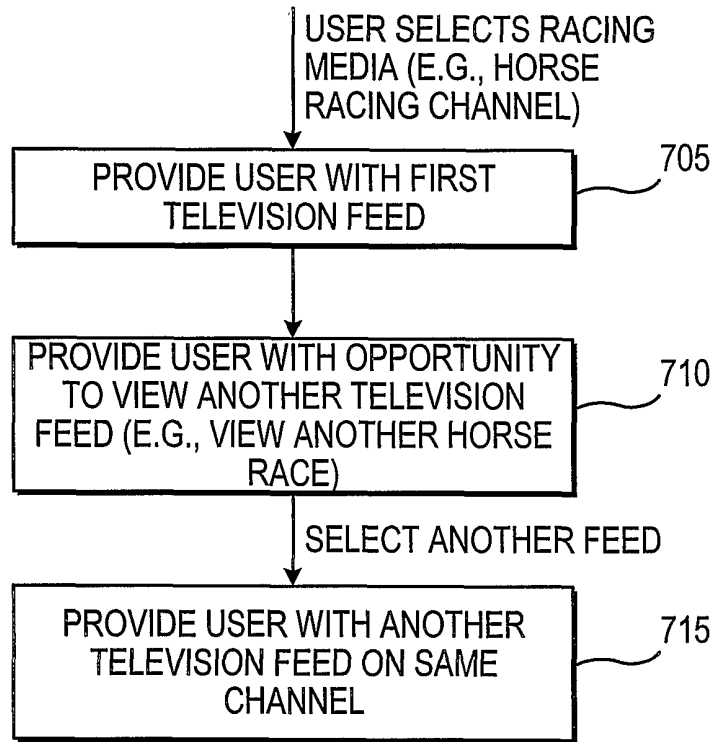 USER SELECTS RACING
MEDIA (E.G., HORSE
RACING CHANNEL)
PROVIDE USER WITH FIRST
TELEVISION FEED
705
PROVIDE USER WITH OPPORTUNITY
TO VIEW ANOTHER TELEVISION
FEED (E.G., VIEW ANOTHER HORSE
RACE)
710
SELECT ANOTHER FEED
PROVIDE USER WITH ANOTHER
TELEVISION FEED ON SAME
CHANNEL
715